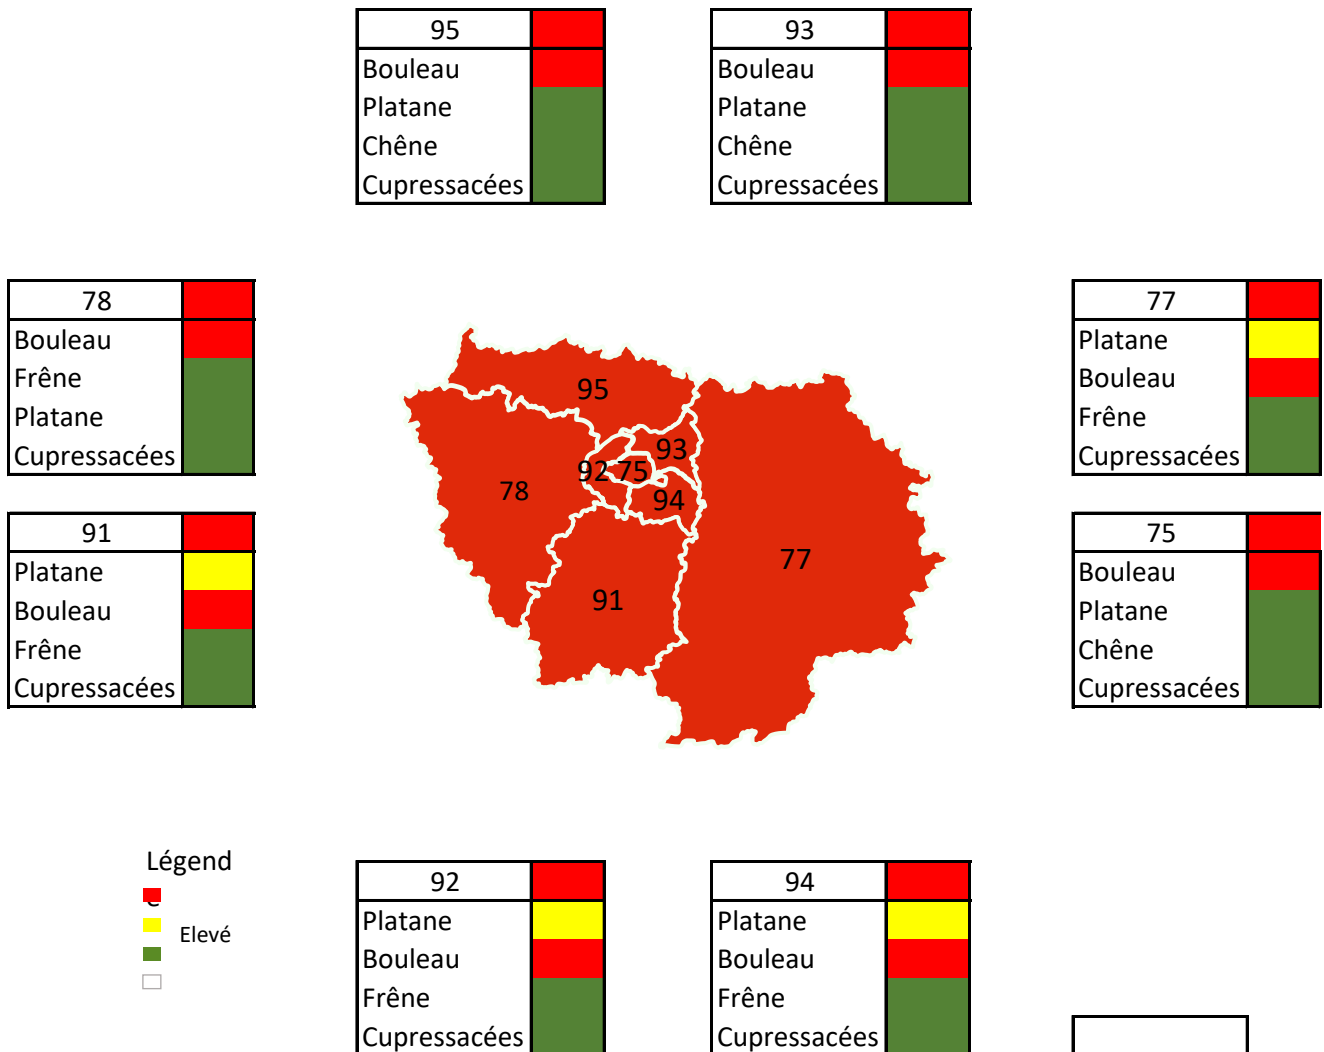 95
Bouleau
Platane
Chêne
Cupressacées
93
Bouleau
Platane
Chêne
Cupressacées
78
Bouleau
Frêne
Platane
Cupressacées
77
Platane
Bouleau
Frêne
Cupressacées
95
93
92
75
78
94
77
91
91
Platane
Bouleau
Frêne
Cupressacées
75
Bouleau
Platane
Chêne
Cupressacées
Légend
Elevé
92
Platane
Bouleau
Frêne
Cupressacées
94
Platane
Bouleau
Frêne
Cupressacées